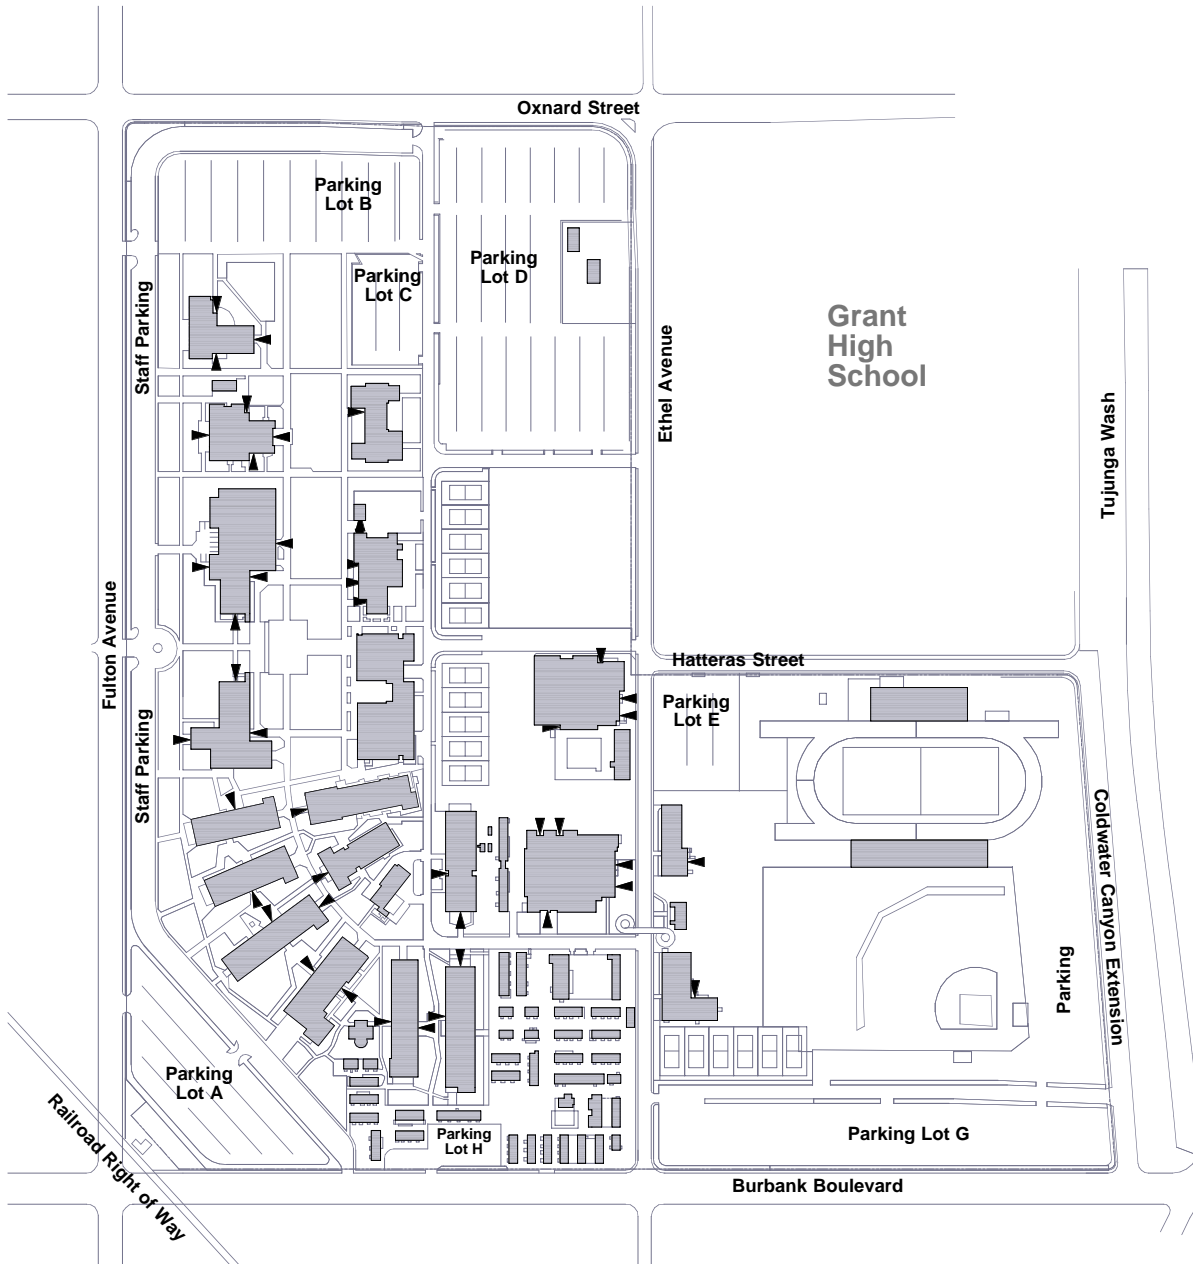 Oxnard Street
Parking
Lot B
Parking
Lot C
Parking
Lot D
Staff Parking
Grant
High
School
Ethel Avenue
Tujunga Wash
Fulton Avenue
Hatteras Street
Staff Parking
Parking
Lot E
Coldwater Canyon Extension
Parking
Parking
Lot A
Railroad Right of Way
Parking
Lot H
Parking Lot G
Burbank Boulevard